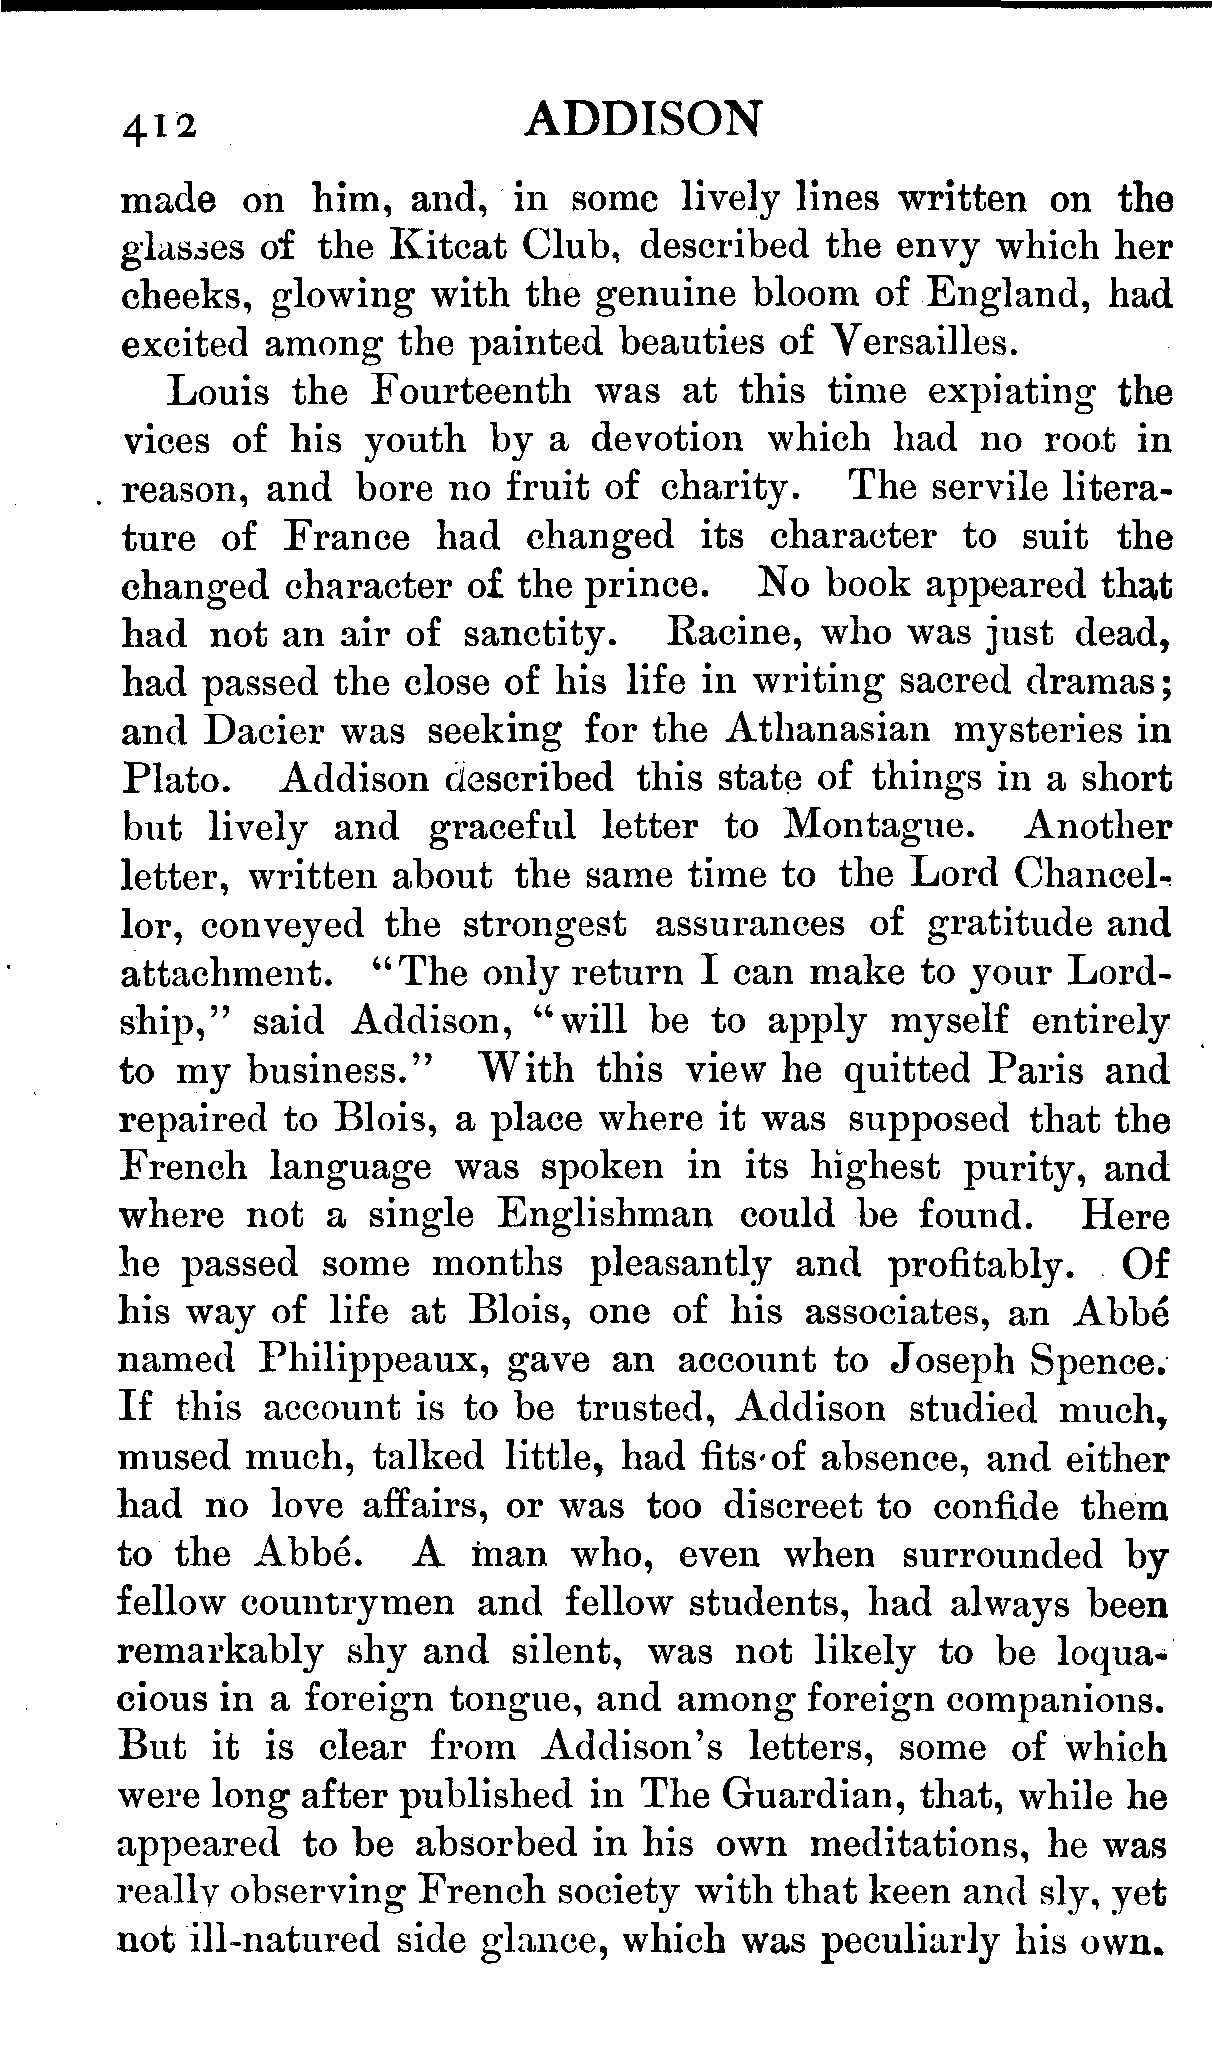 412 ADDISON
made on him, and, in some lively lines written on the
glasses of the Kitcat Club, described the envy which her
cheeks, glowing with the genuine bloom of England, had
excited among the painted beauties of Versailles.
Louis the Fourteenth was at this time expiating the
vices of his youth by a devotion which had no root in
reason, and bore no fruit of charity. The servile litera-
ture of France had changed its character to suit the
changed character of the prince. No book appeared that
had not an air of sanctity. Racine, who was just dead,
had passed the close of his life in writing sacred dramas;
and Dacier was seeking for the Athanasian mysteries in
Plato. Addison described this state of things in a short
but lively and graceful letter to Montague. Another
letter, written about the same time to the Lord Chancel-
lor, conveyed the strongest assurances of gratitude and
attachment. "The only return I can make to your Lord-
ship," said Addison, "will be to apply myself entirely
to my business." With this view he quitted Paris and
repaired to Blois, a place where it was supposed that the
French language was spoken in its highest purity, and
where not a single Englishman could be found. Here
he passed some months pleasantly and profitably. Of
his way of life at Blois, one of his associates, an Abbé
named Philippeaux, gave an account to Joseph Spence.
If this account is to be trusted, Addison studied much,
mused much, talked little, had fits of absence, and either
had no love affairs, or was too discreet to confide them
to the Abbé. A man who, even when surrounded by
fellow countrymen and fellow students, had always been
remarkably shy and silent, was not likely to be loqua-
cious in a foreign tongue, and among foreign companions.
But it is clear from Addison's letters, some of which
were long after published in The Guardian, that, while he
appeared to be absorbed in his own meditations, he was
really observing French society with that keen and sly, yet
not ill-natured side glance, which was peculiarly his own.